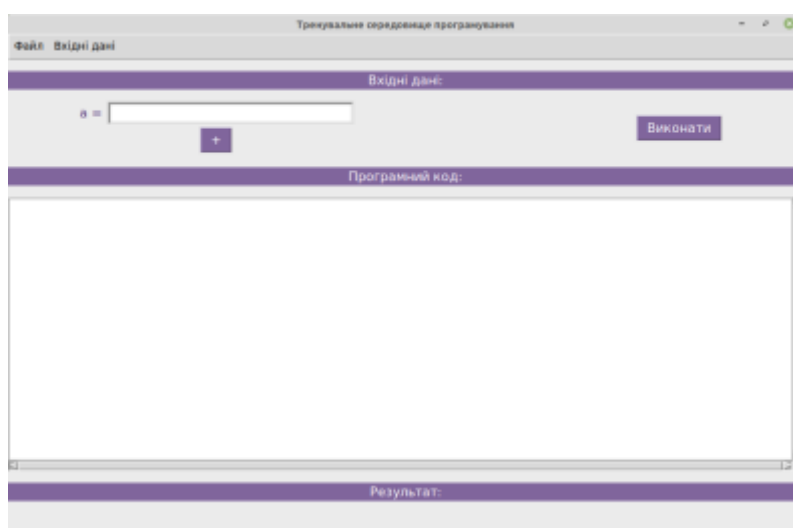 Тренувальне середовище програмування
Файл Вхідні дані
Вхідні дані:
a =
+
Виконати
Програмний код:
Результат: